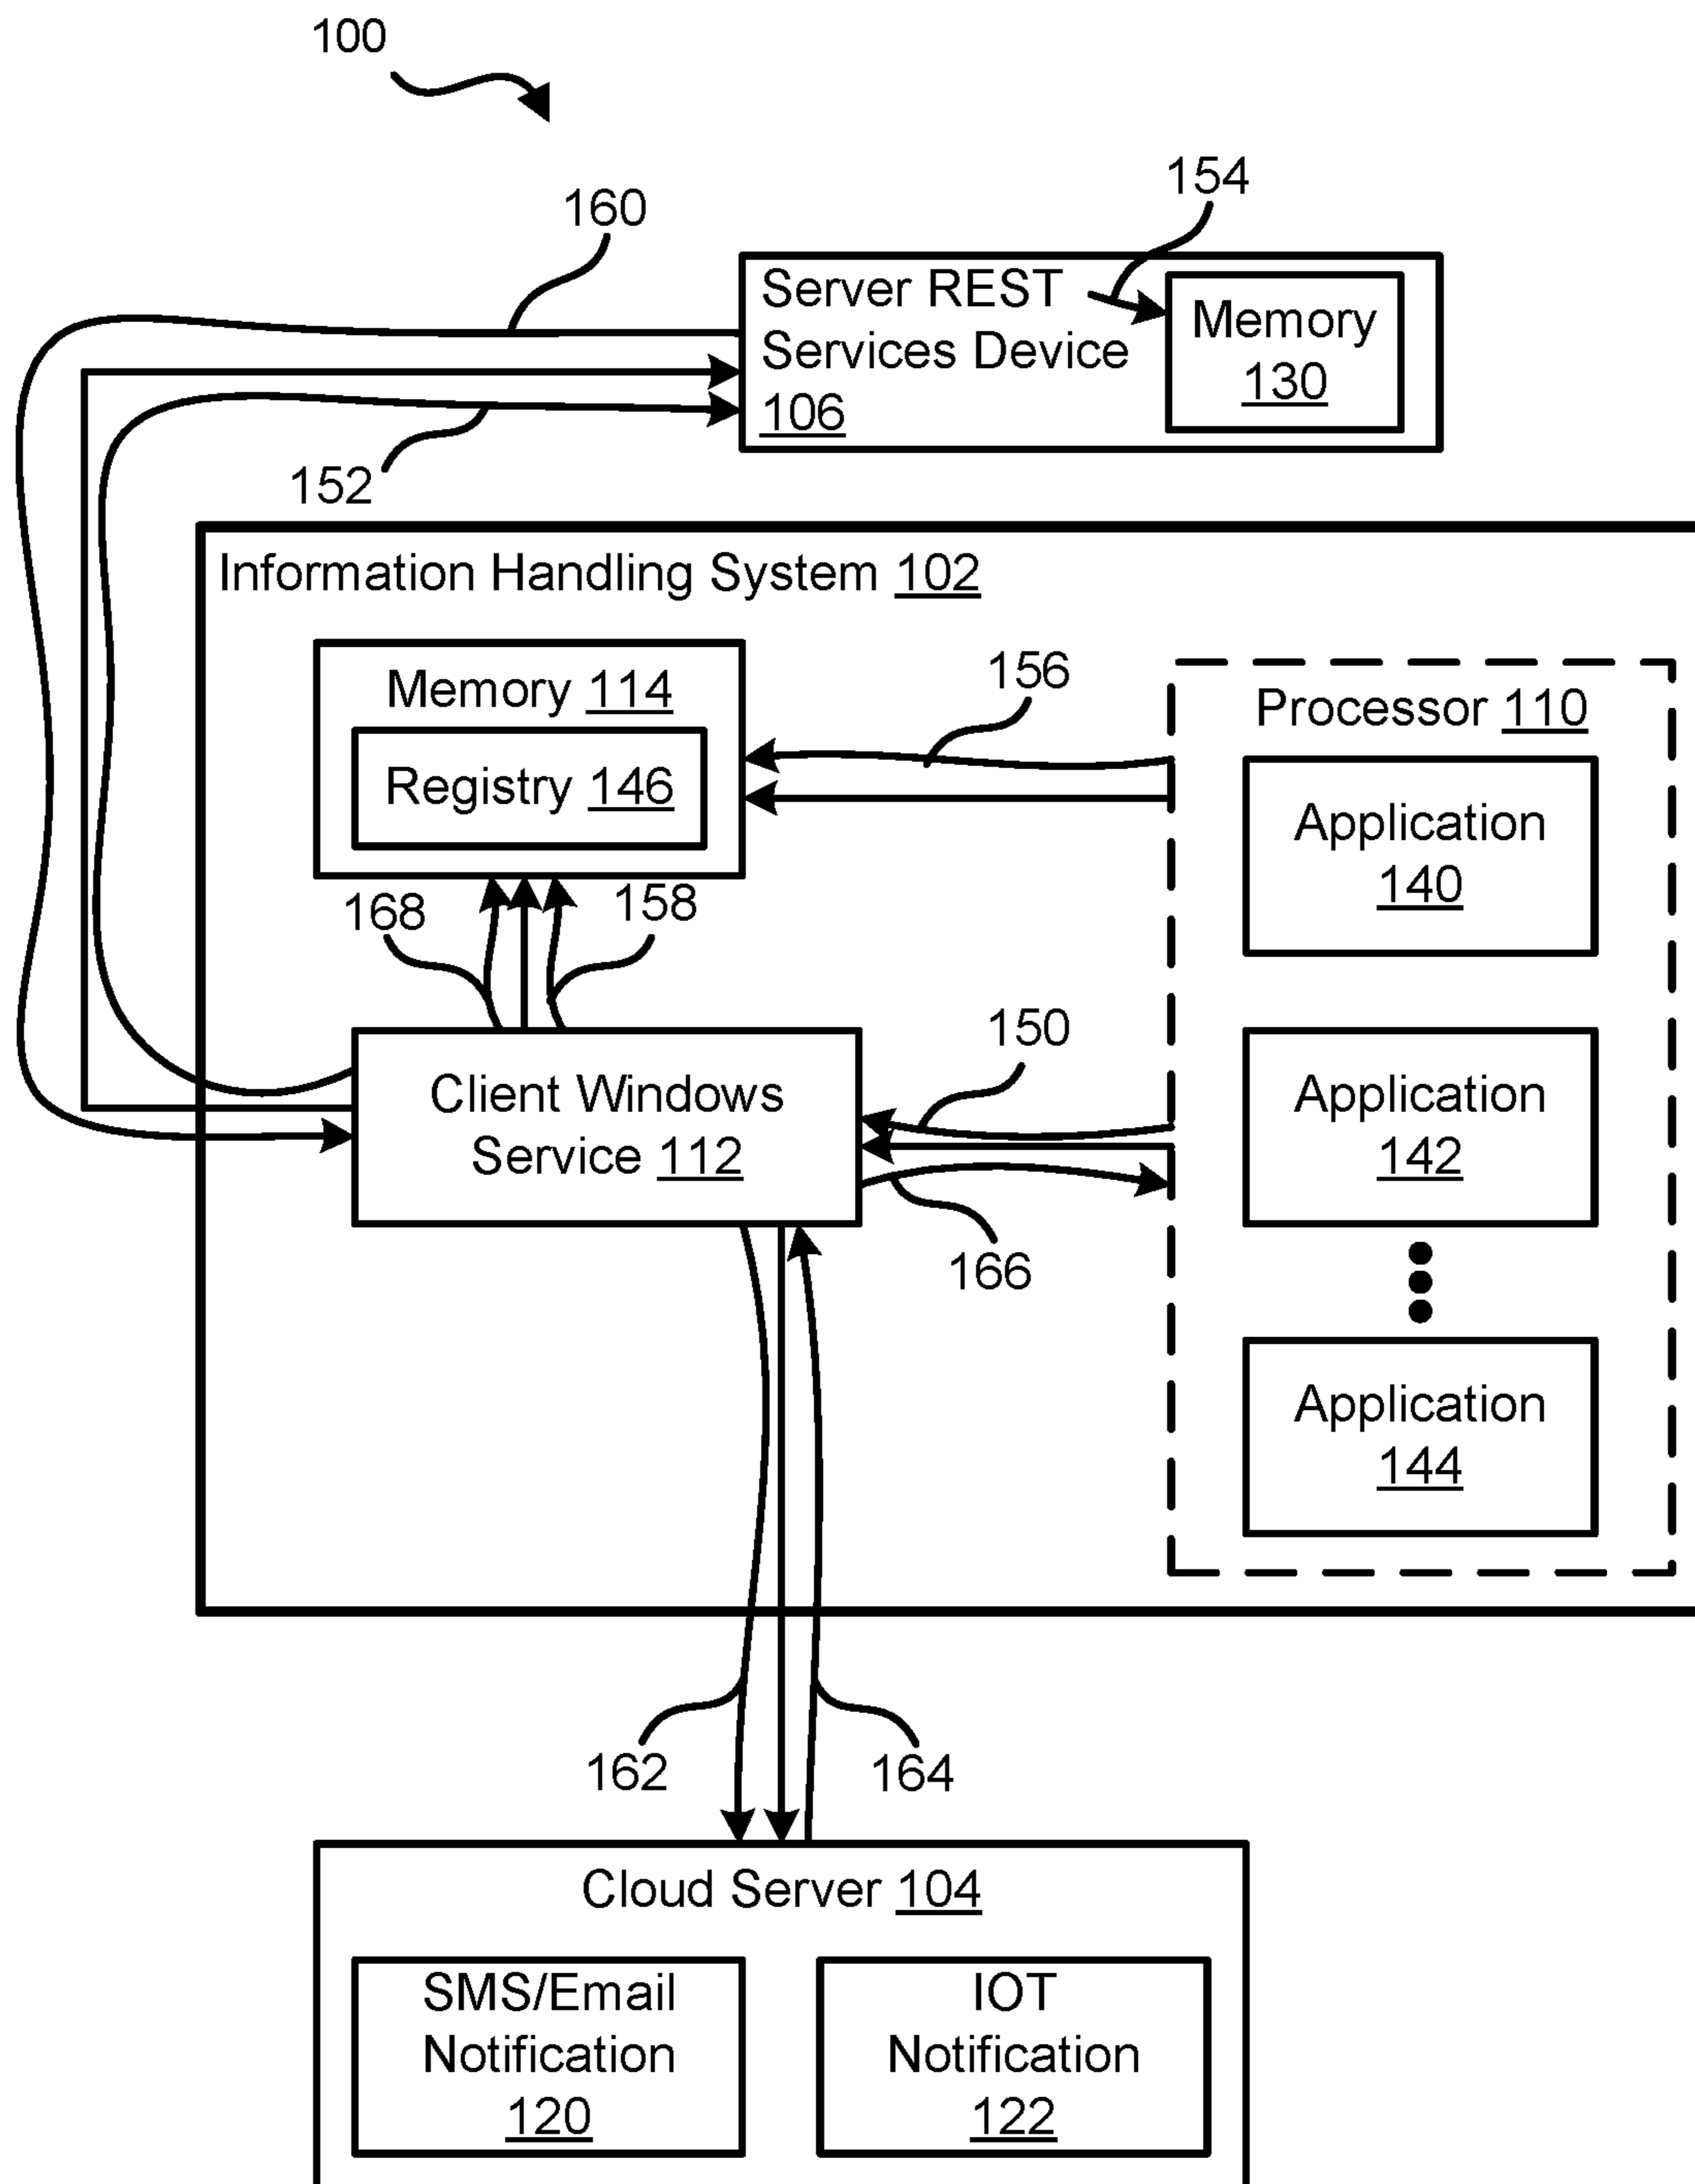 100
154
160
Server REST
Services Device
106
Memory
130
152
Information Handling System 102
Memory 114
Registry 146
156
Processor 110
Application
140
168
158
Client Windows
Service 112
150
166
Application
142
Application
144
162
164
Cloud Server 104
SMS/Email
Notification
120
IOT
Notification
122